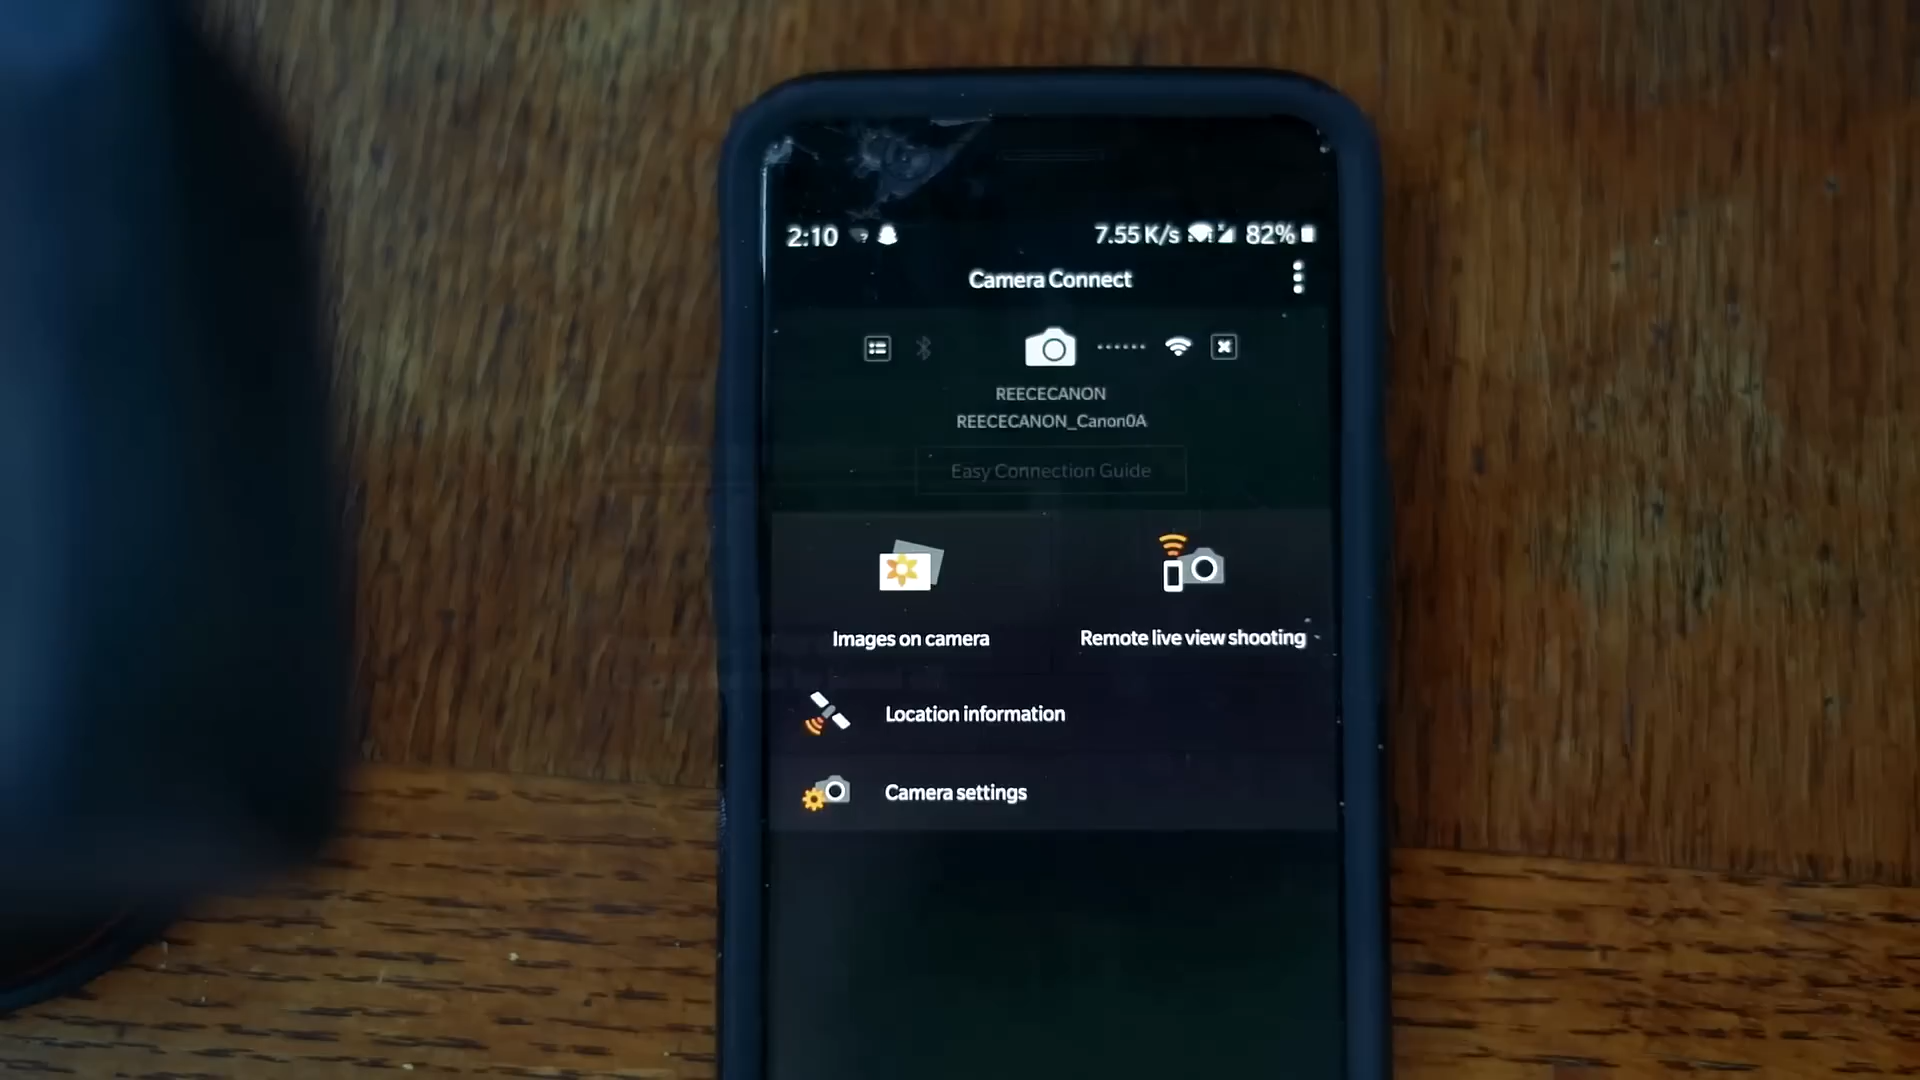 2:10 7.55 K/s 82%
Camera Connect
REECECANON
REECECANON_Canon0A
Easy Connection Guide
Images on camera Remote live view shooting
Location information
Camera settings